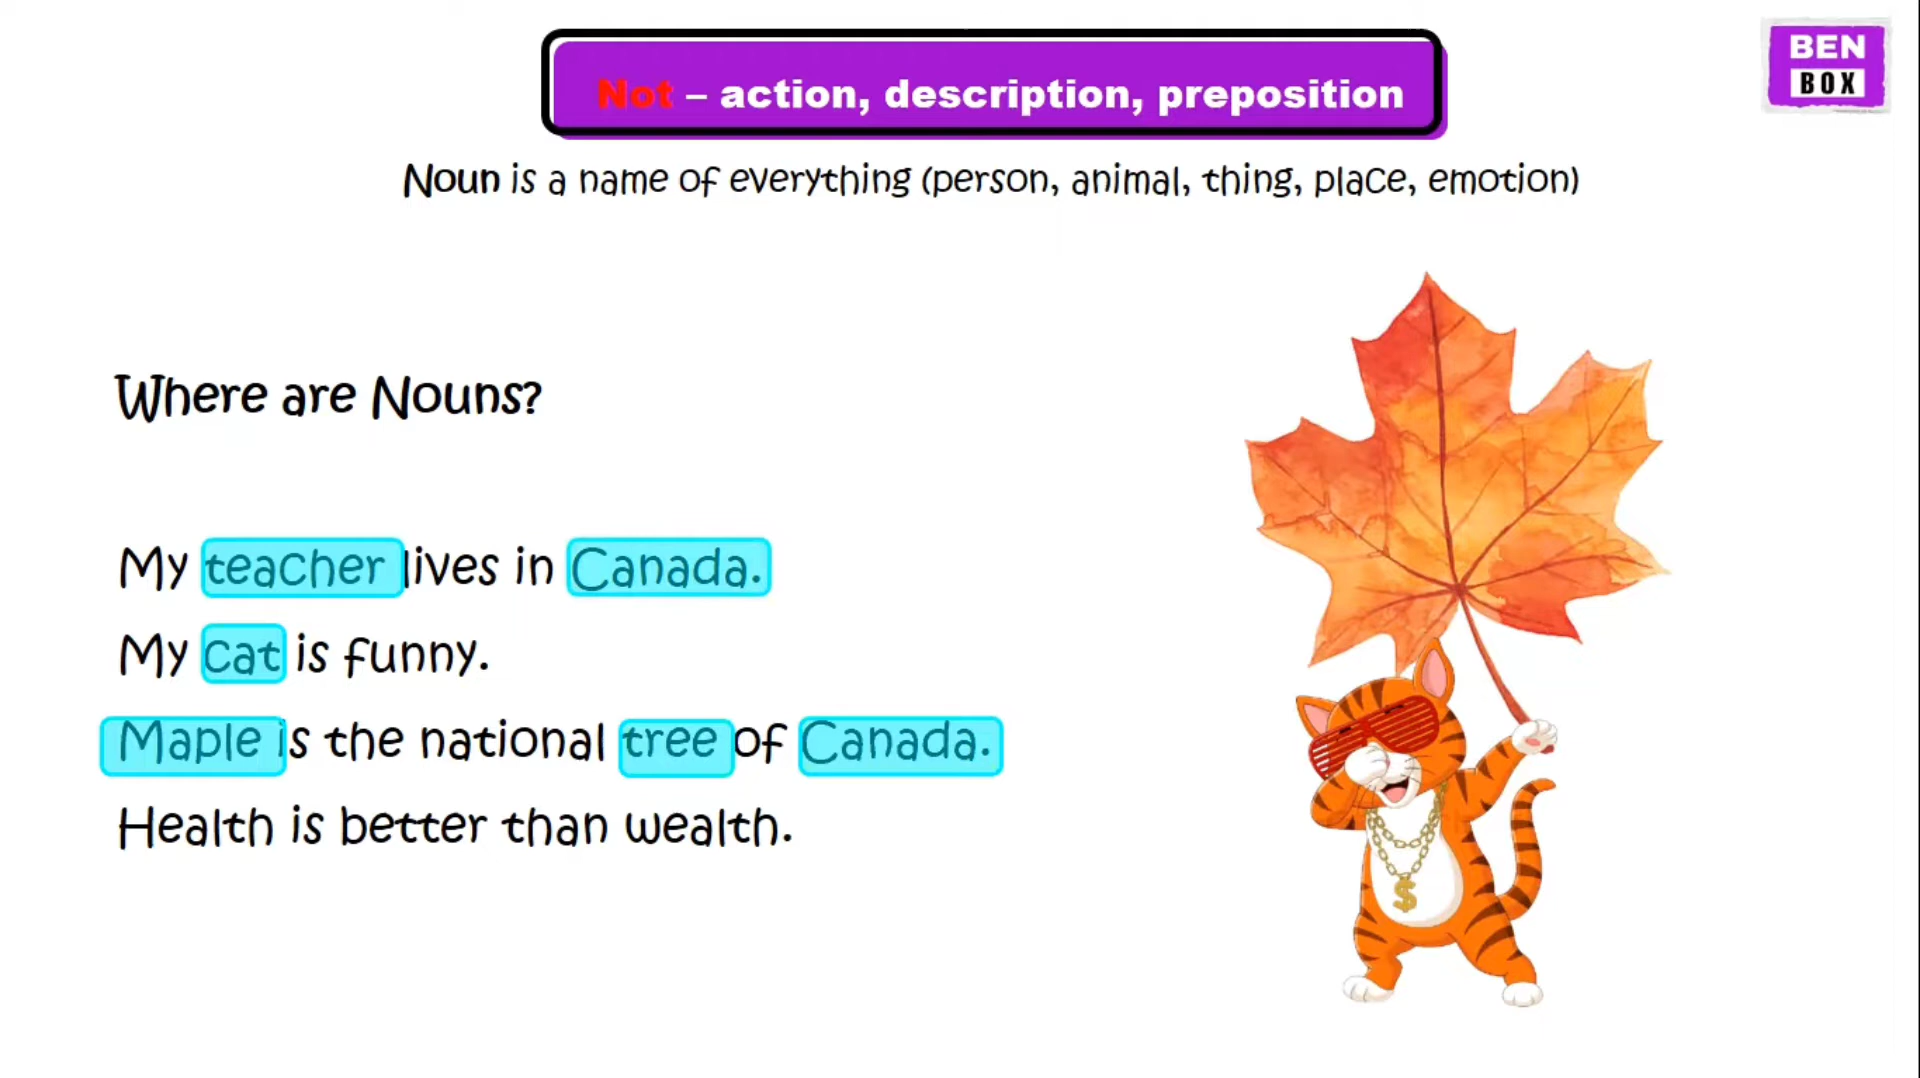 Not – action, description, preposition
BEN
BOX
Noun is a name of everything (person, animal, thing, place, emotion)
Where are Nouns?
My teacher lives in Canada.
My cat is funny.
Maple is the national tree of Canada.
Health is better than wealth.
$